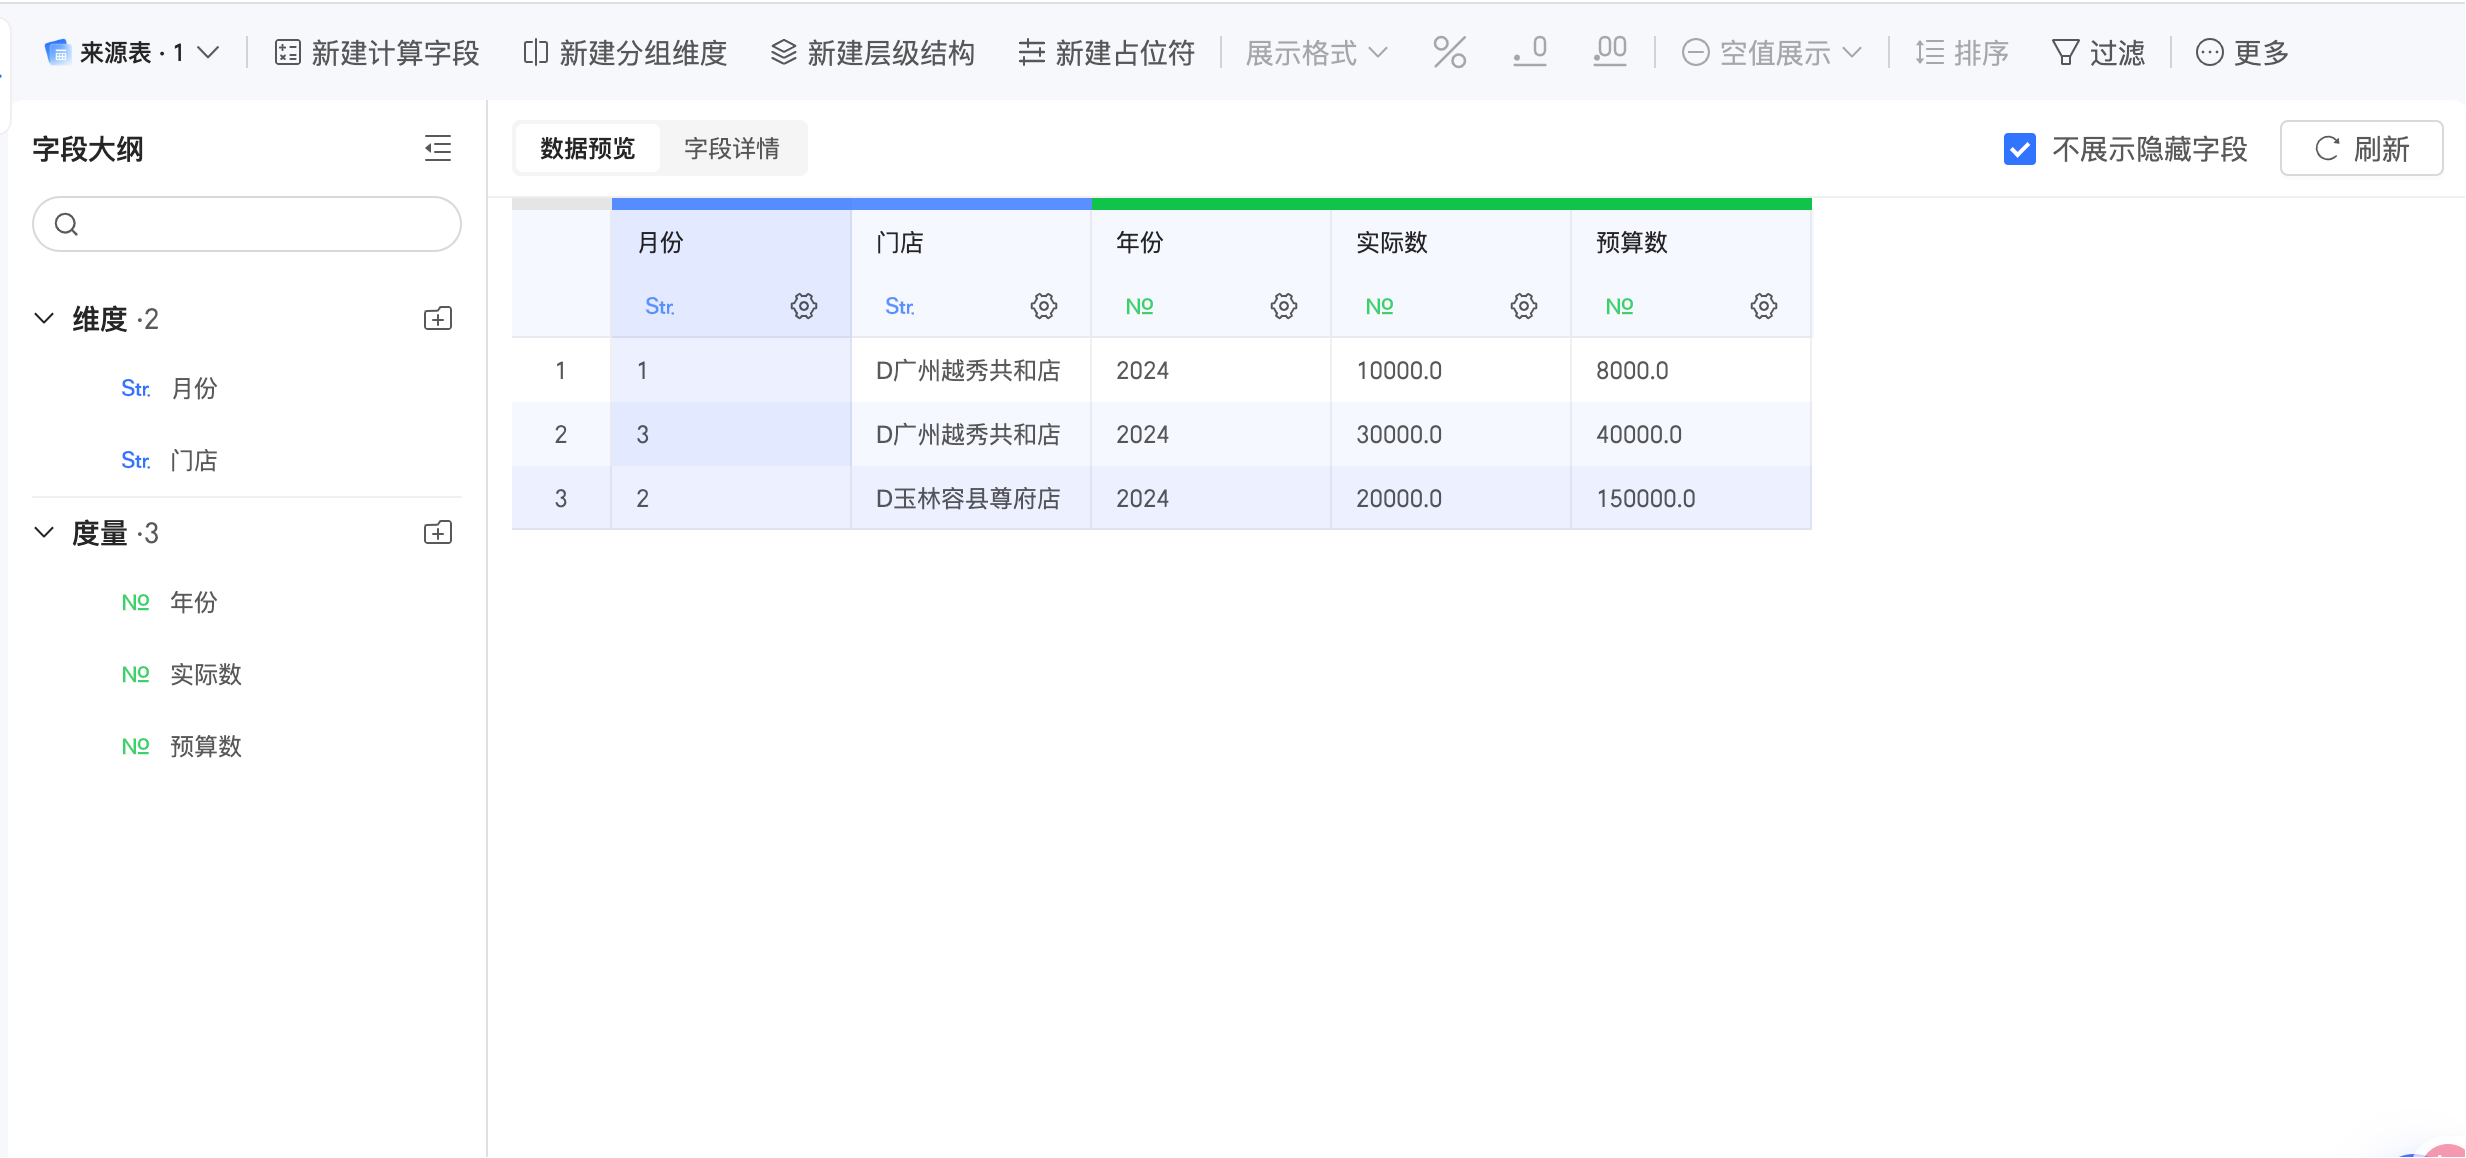 来源表 · 1 新建计算字段 新建分组维度 新建层级结构 新建占位符 展示格式 % .0 .00 空值展示 排序 过滤 更多
字段大纲
数据预览 字段详情 不展示隐藏字段 刷新
维度 ·2
Str. 月份
Str. 门店
度量 ·3
Nº 年份
Nº 实际数
Nº 预算数
月份 门店 年份 实际数 预算数
Str. Str. Nº Nº Nº
1 1 D广州越秀共和店 2024 10000.0 8000.0
2 3 D广州越秀共和店 2024 30000.0 40000.0
3 2 D玉林容县尊府店 2024 20000.0 150000.0